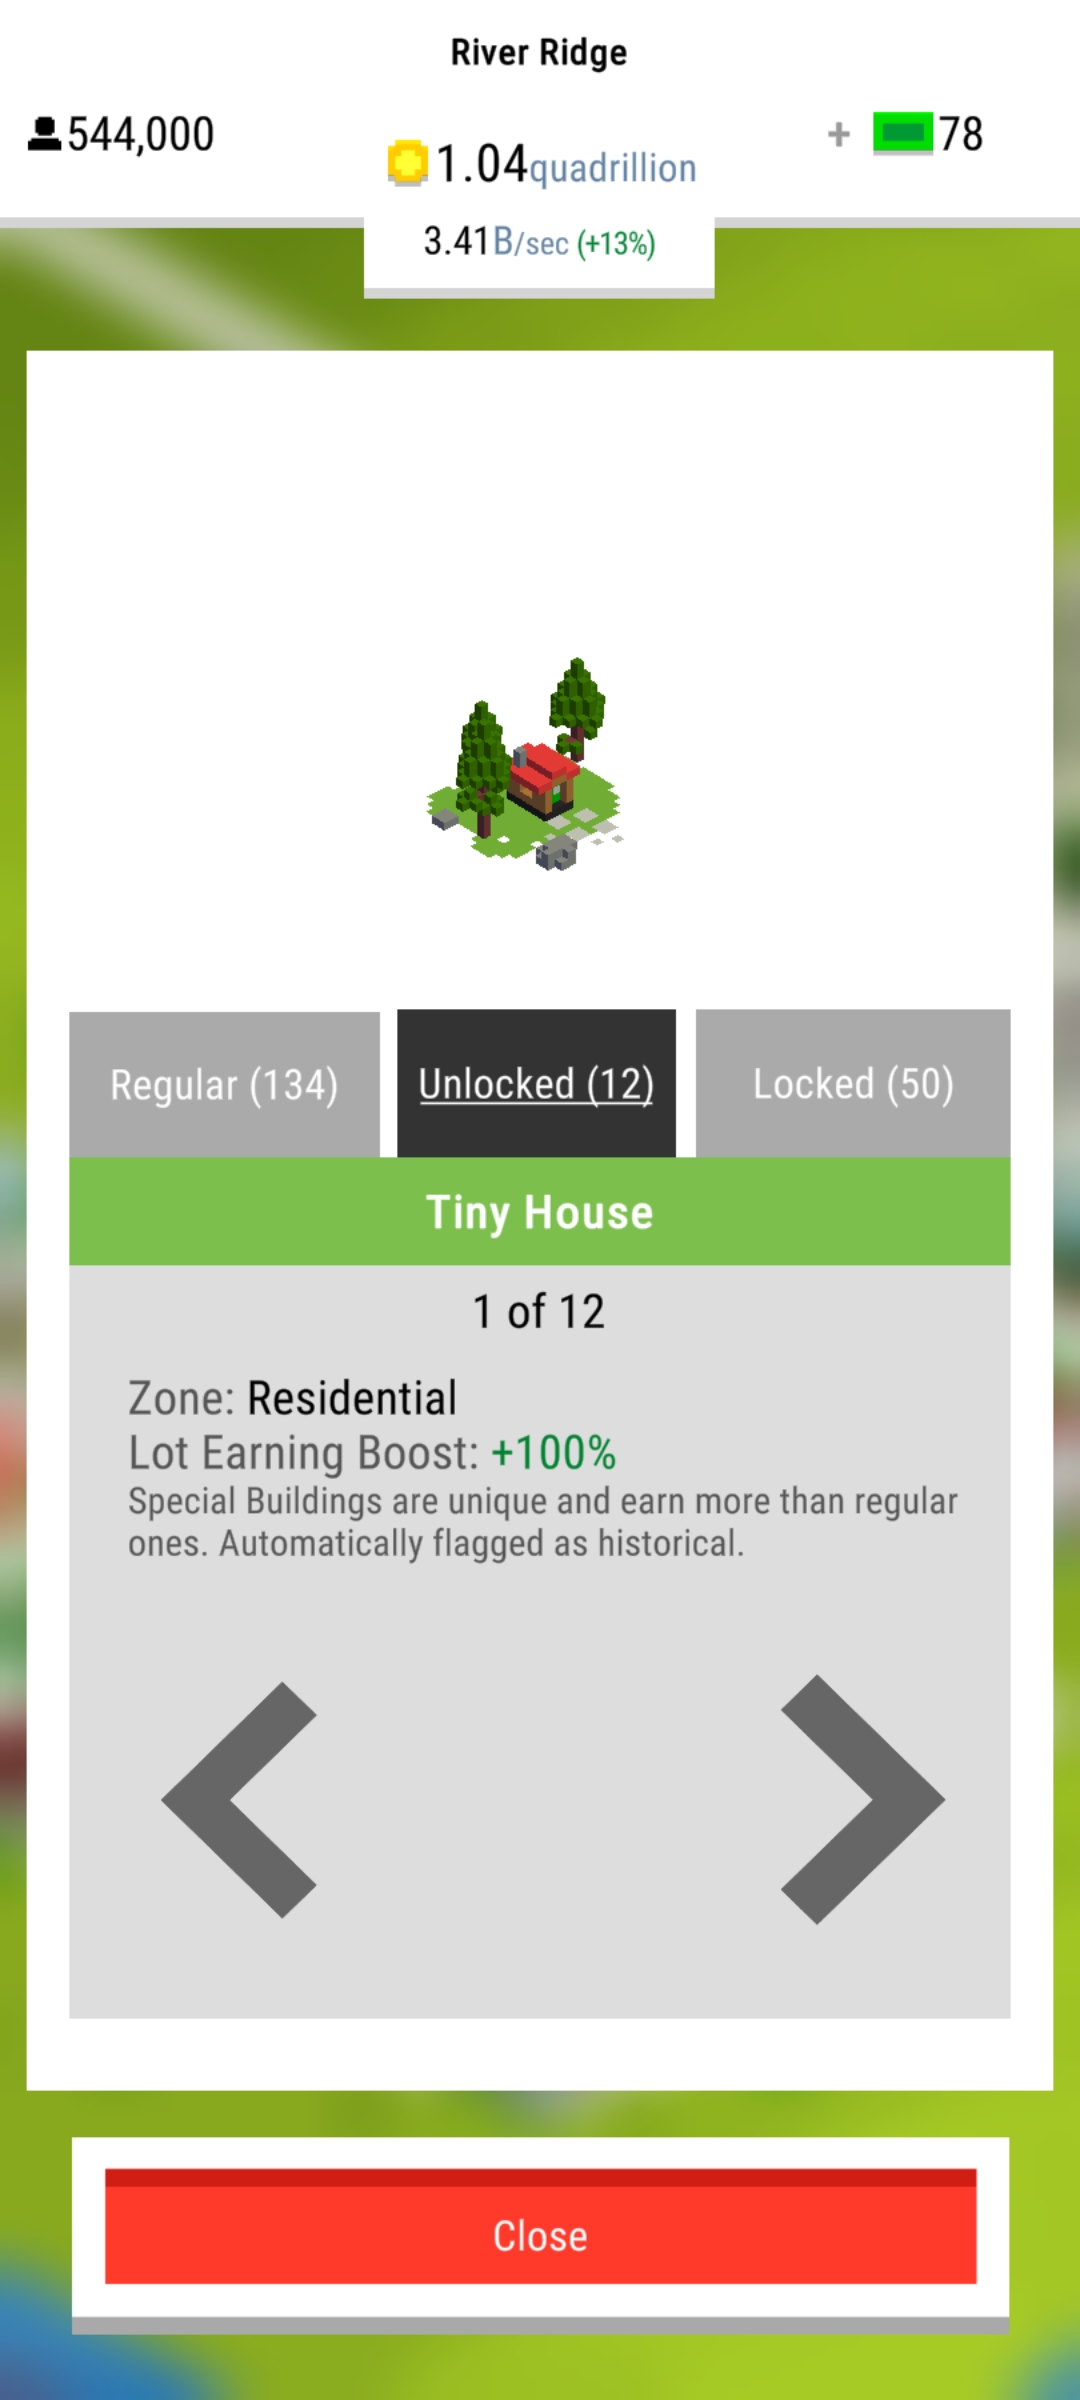 River Ridge
544,000
1.04quadrillion
+ 78
3.41B/sec (+13%)
Regular (134)
Unlocked (12)
Locked (50)
Tiny House
1 of 12
Zone: Residential
Lot Earning Boost: +100%
Special Buildings are unique and earn more than regular
ones. Automatically flagged as historical.
Close